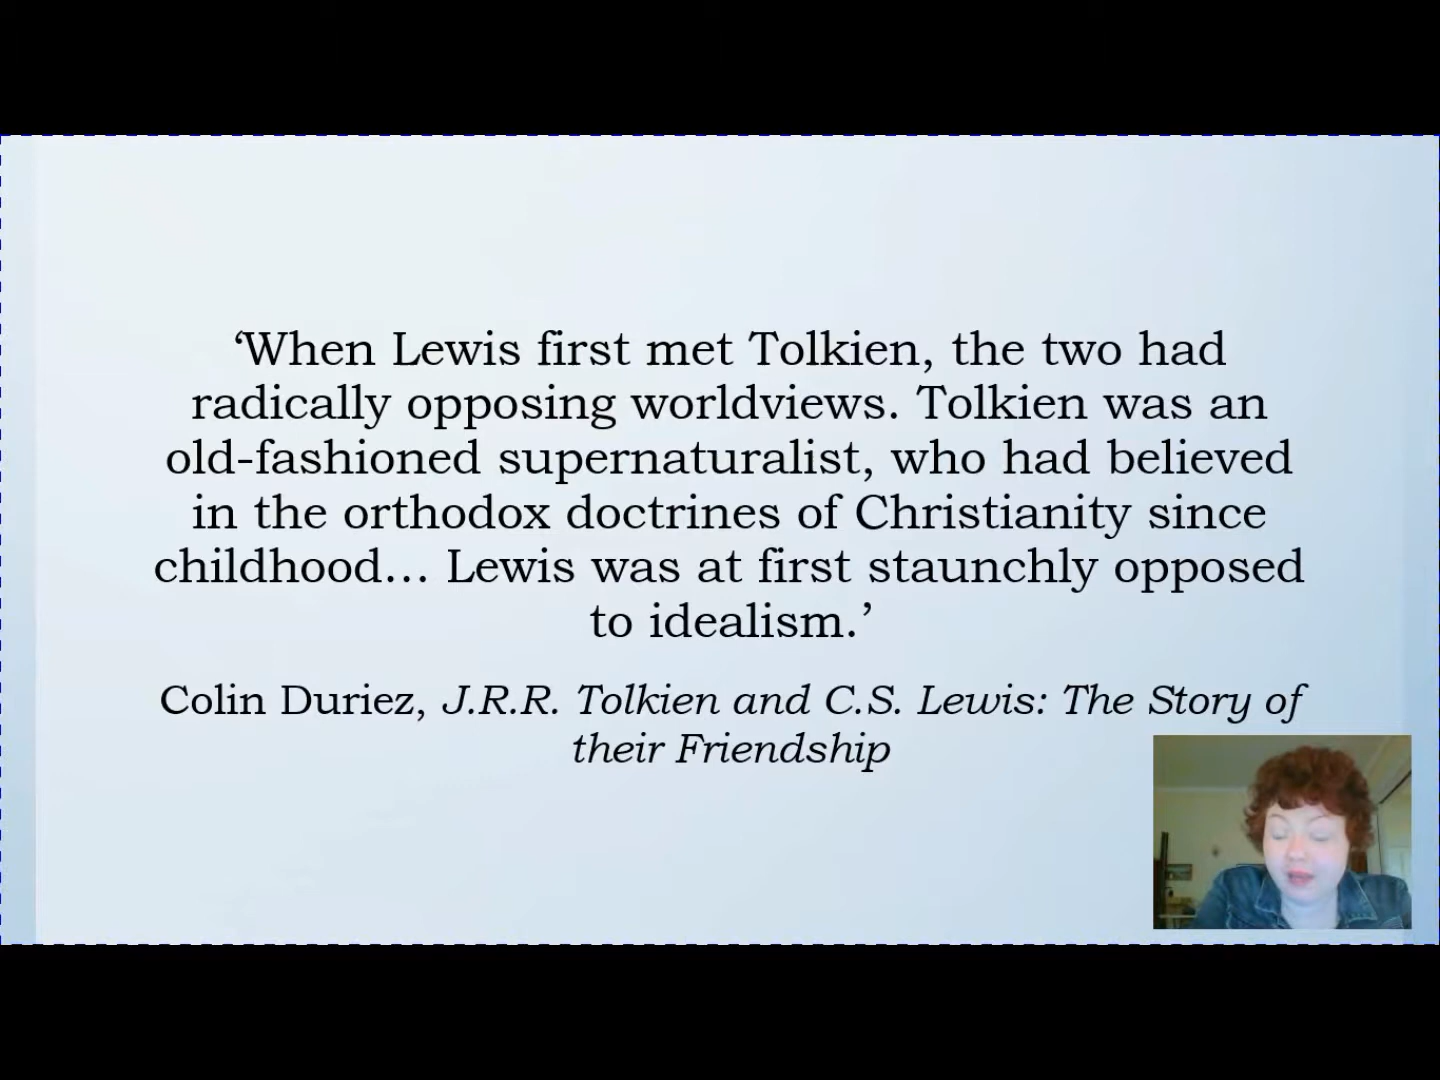 ‘When Lewis first met Tolkien, the two had
radically opposing worldviews. Tolkien was an
old-fashioned supernaturalist, who had believed
in the orthodox doctrines of Christianity since
childhood… Lewis was at first staunchly opposed
to idealism.’
Colin Duriez, J.R.R. Tolkien and C.S. Lewis: The Story of
their Friendship